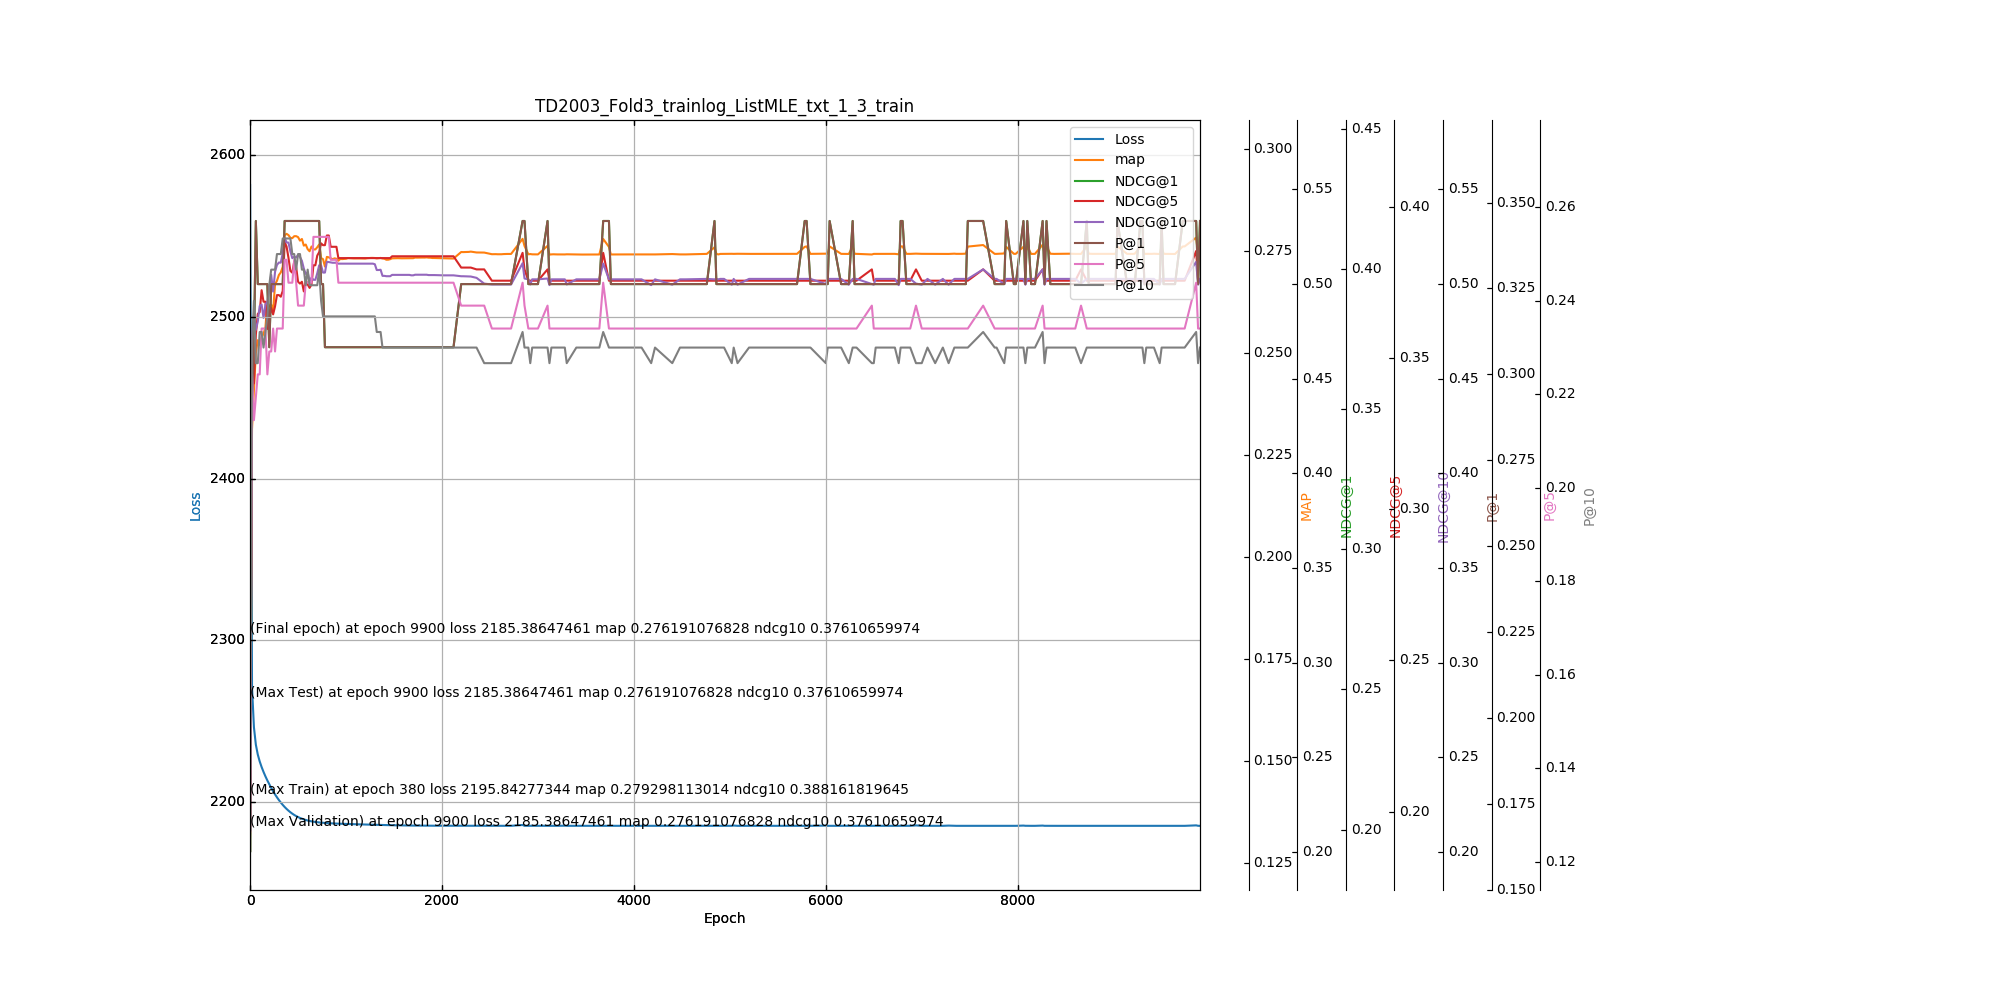 TD2003_Fold3_trainlog_ListMLE_txt_1_3_train
Loss
map
NDCG@1
NDCG@5
NDCG@10
P@1
P@5
P@10
2600
2500
2400
2300
2200
Loss
(Final epoch) at epoch 9900 loss 2185.38647461 map 0.276191076828 ndcg10 0.37610659974
(Max Test) at epoch 9900 loss 2185.38647461 map 0.276191076828 ndcg10 0.37610659974
(Max Train) at epoch 380 loss 2195.84277344 map 0.279298113014 ndcg10 0.388161819645
(Max Validation) at epoch 9900 loss 2185.38647461 map 0.276191076828 ndcg10 0.37610659974
0 2000 4000 6000 8000
Epoch
0.300
0.275
0.250
0.225
0.200
0.175
0.150
0.125
MAP
0.55
0.50
0.45
0.40
0.35
0.30
0.25
0.20
NDCG@1
0.45
0.40
0.35
0.30
0.25
0.20
NDCG@5
0.40
0.35
0.30
0.25
0.20
NDCG@10
0.55
0.50
0.45
0.40
0.35
0.30
0.25
0.20
P@1
0.350
0.325
0.300
0.275
0.250
0.225
0.200
0.175
0.150
P@5
0.26
0.24
0.22
0.20
0.18
0.16
0.14
0.12
P@10